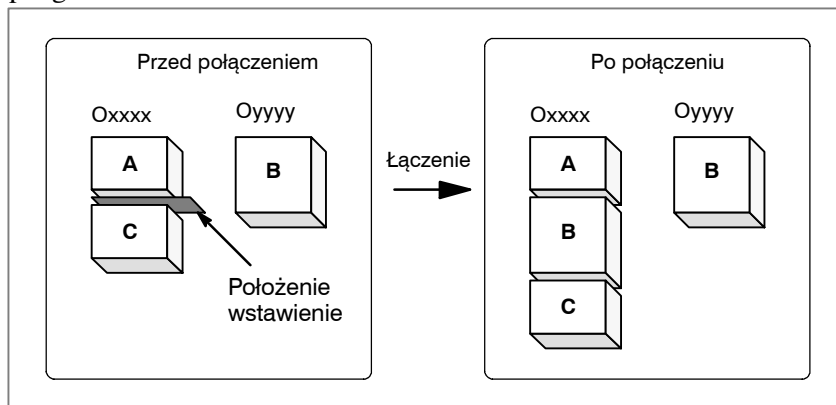 Przed połączeniem
Oxxxx
Oyyyy
A
B
C
Położenie
wstawienie
Łączenie
Po połączeniu
Oxxxx
Oyyyy
A
B
B
C